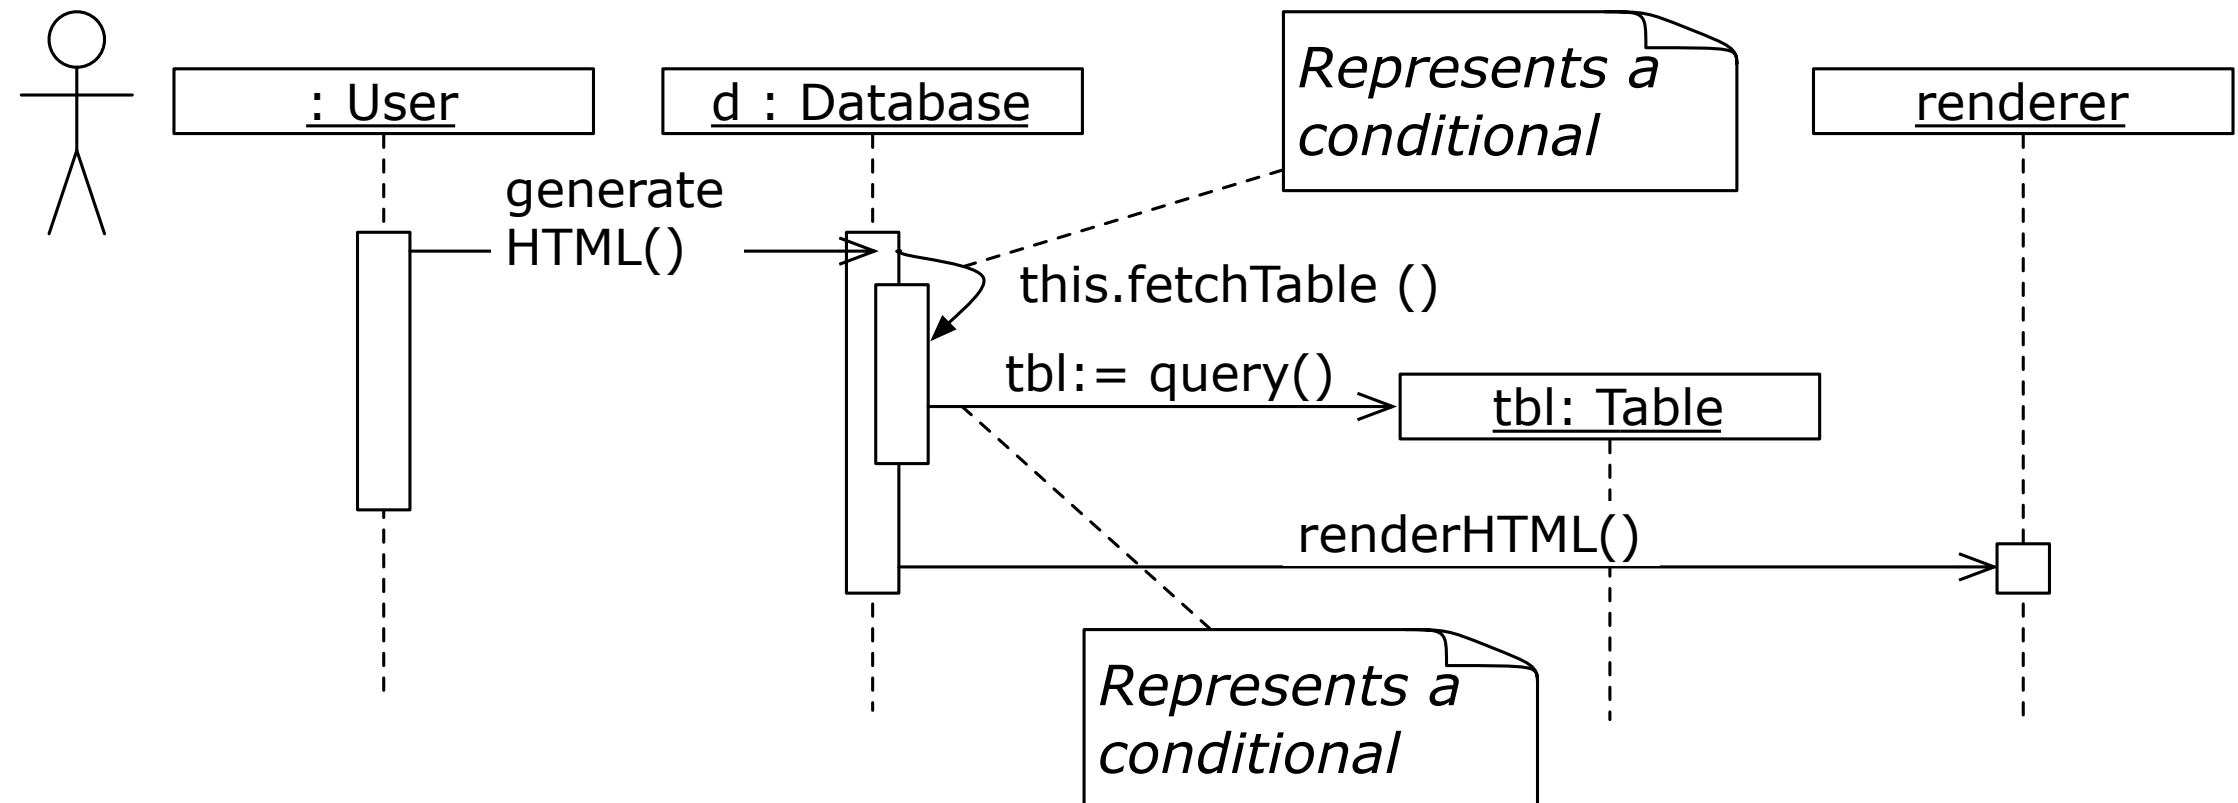 : User
d : Database
Represents a
conditional
renderer
generate
HTML()
this.fetchTable ()
tbl:= query()
tbl: Table
renderHTML()
Represents a
conditional